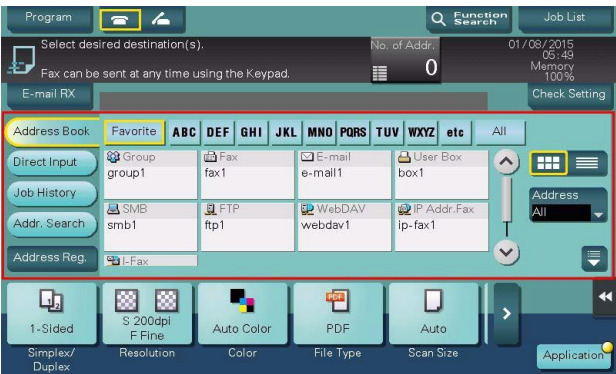 Program
Function Search
Job List
Select desired destination(s).
No. of Addr.
0
01/08/2015
05:49
Memory
100%
Fax can be sent at any time using the Keypad.
E-mail RX
Check Setting
Address Book
Favorite ABC DEF GHI JKL MNO PQRS TUV WXYZ etc All
Direct Input
Group Fax E-mail User Box
group1 fax1 e-mail1 box1
Job History
Address
All
SMB FTP WebDAV IP Addr.Fax
smb1 ftp1 webdav1 ip-fax1
Addr. Search
Address Reg.
I-Fax
1-Sided
S 200dpi
F Fine
Auto Color
PDF
Auto
Simplex/
Duplex
Resolution
Color
File Type
Scan Size
Application